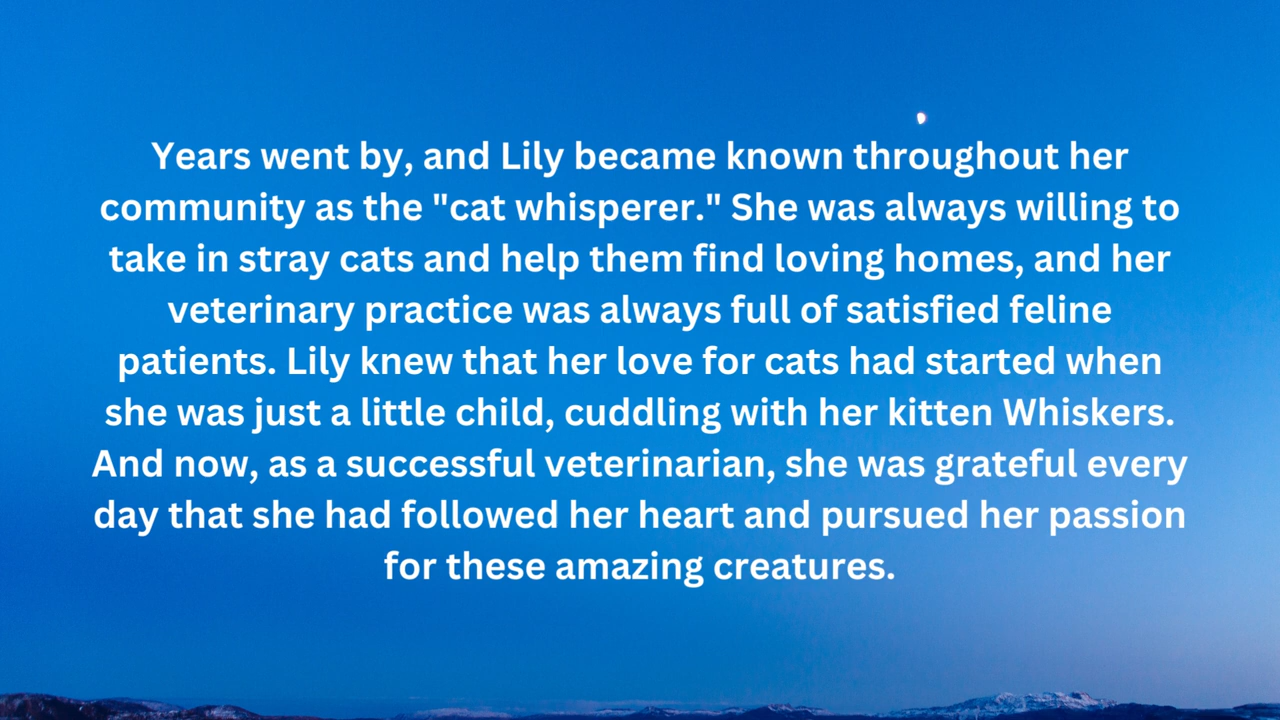 Years went by, and Lily became known throughout her
community as the "cat whisperer." She was always willing to
take in stray cats and help them find loving homes, and her
veterinary practice was always full of satisfied feline
patients. Lily knew that her love for cats had started when
she was just a little child, cuddling with her kitten Whiskers.
And now, as a successful veterinarian, she was grateful every
day that she had followed her heart and pursued her passion
for these amazing creatures.